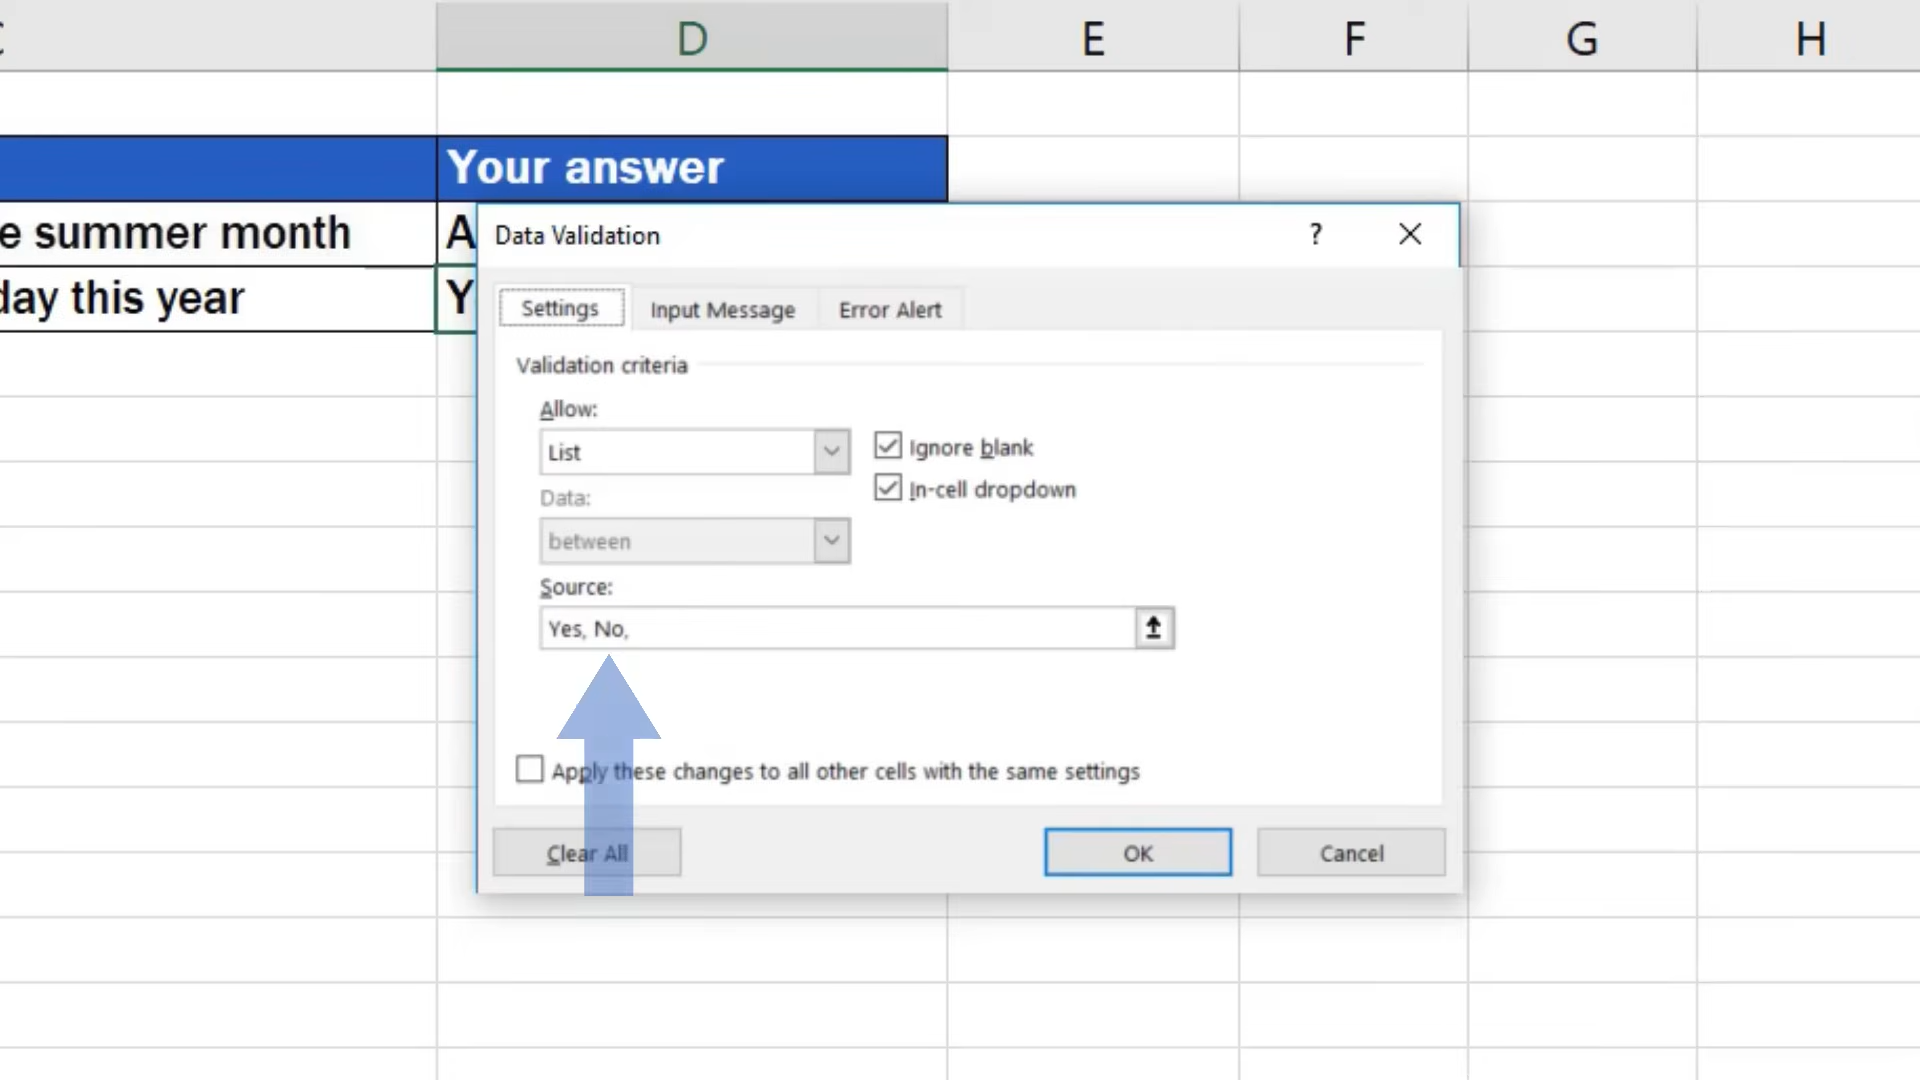 D E F G H
Your answer
e summer month A
day this year Y
Data Validation ?
Settings Input Message Error Alert
Validation criteria
Allow:
List
Ignore blank
In-cell dropdown
Data:
between
Source:
Yes, No,
Apply these changes to all other cells with the same settings
Clear All OK Cancel